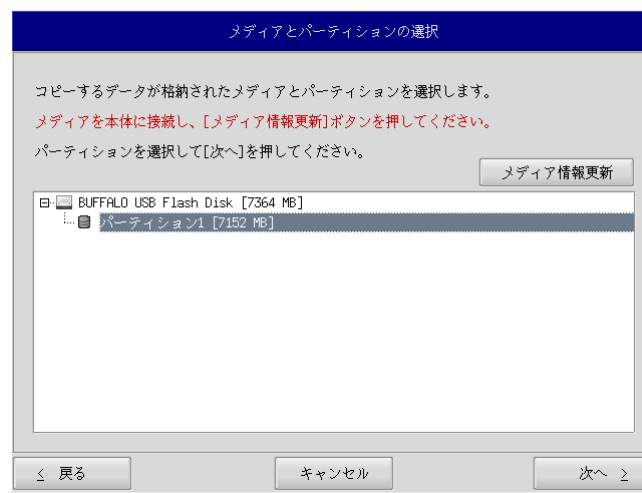 メディアとパーティションの選択
コピーするデータが格納されたメディアとパーティションを選択します。
メディアを本体に接続し、[メディア情報更新]ボタンを押してください。
パーティションを選択して[次へ]を押してください。
メディア情報更新
BUFFALO USB Flash Disk [7364 MB]
パーティション1 [7152 MB]
< 戻る
キャンセル
次へ >